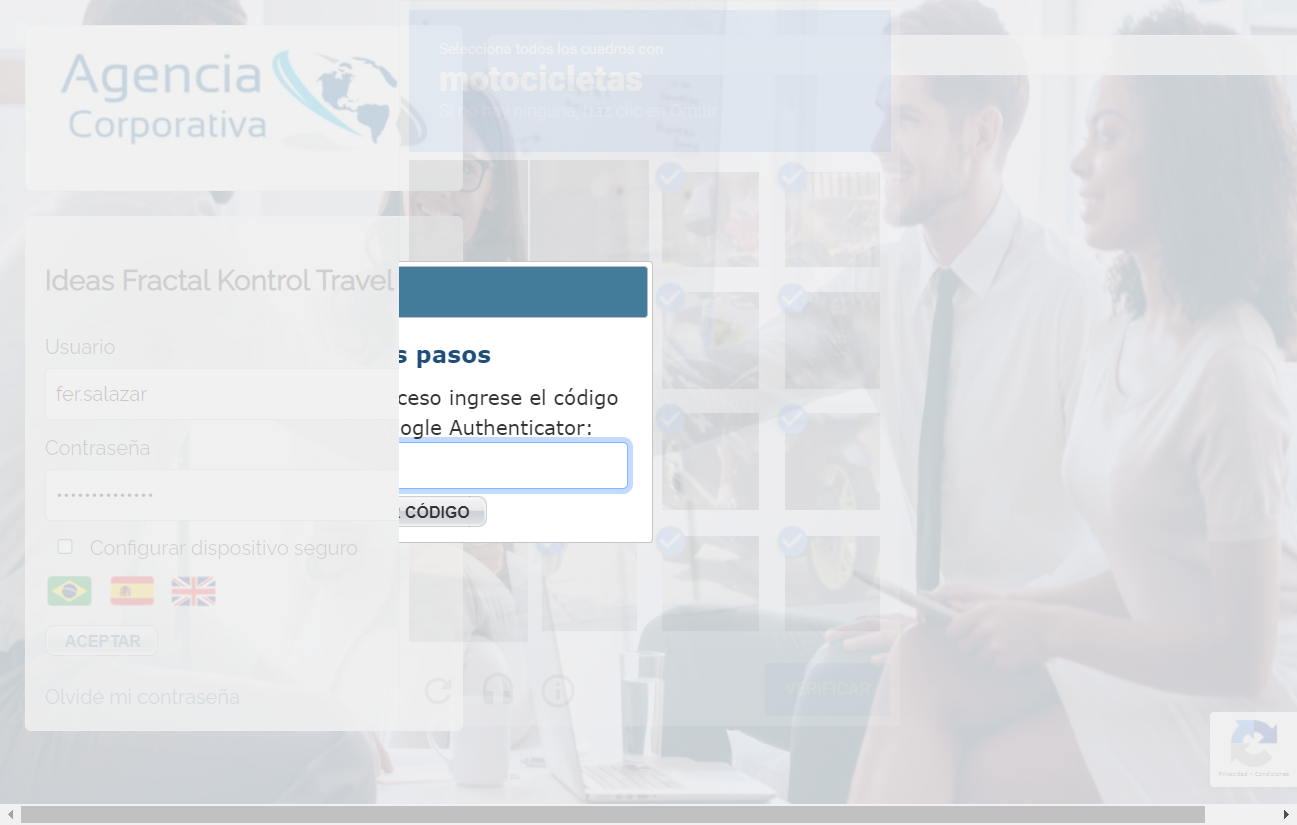 Agencia
Corporativa
Selecciona todos los cuadros con
motocicletas
Si no hay ninguna, haz clic en Omitir
Ideas Fractal Kontrol Travel
Usuario
fer.salazar
Contraseña
Configurar dispositivo seguro
ACEPTAR
Olvidé mi contraseña
s pasos
ceso ingrese el código
ogle Authenticator:
CÓDIGO
VERIFICAR
Privacidad - Condiciones